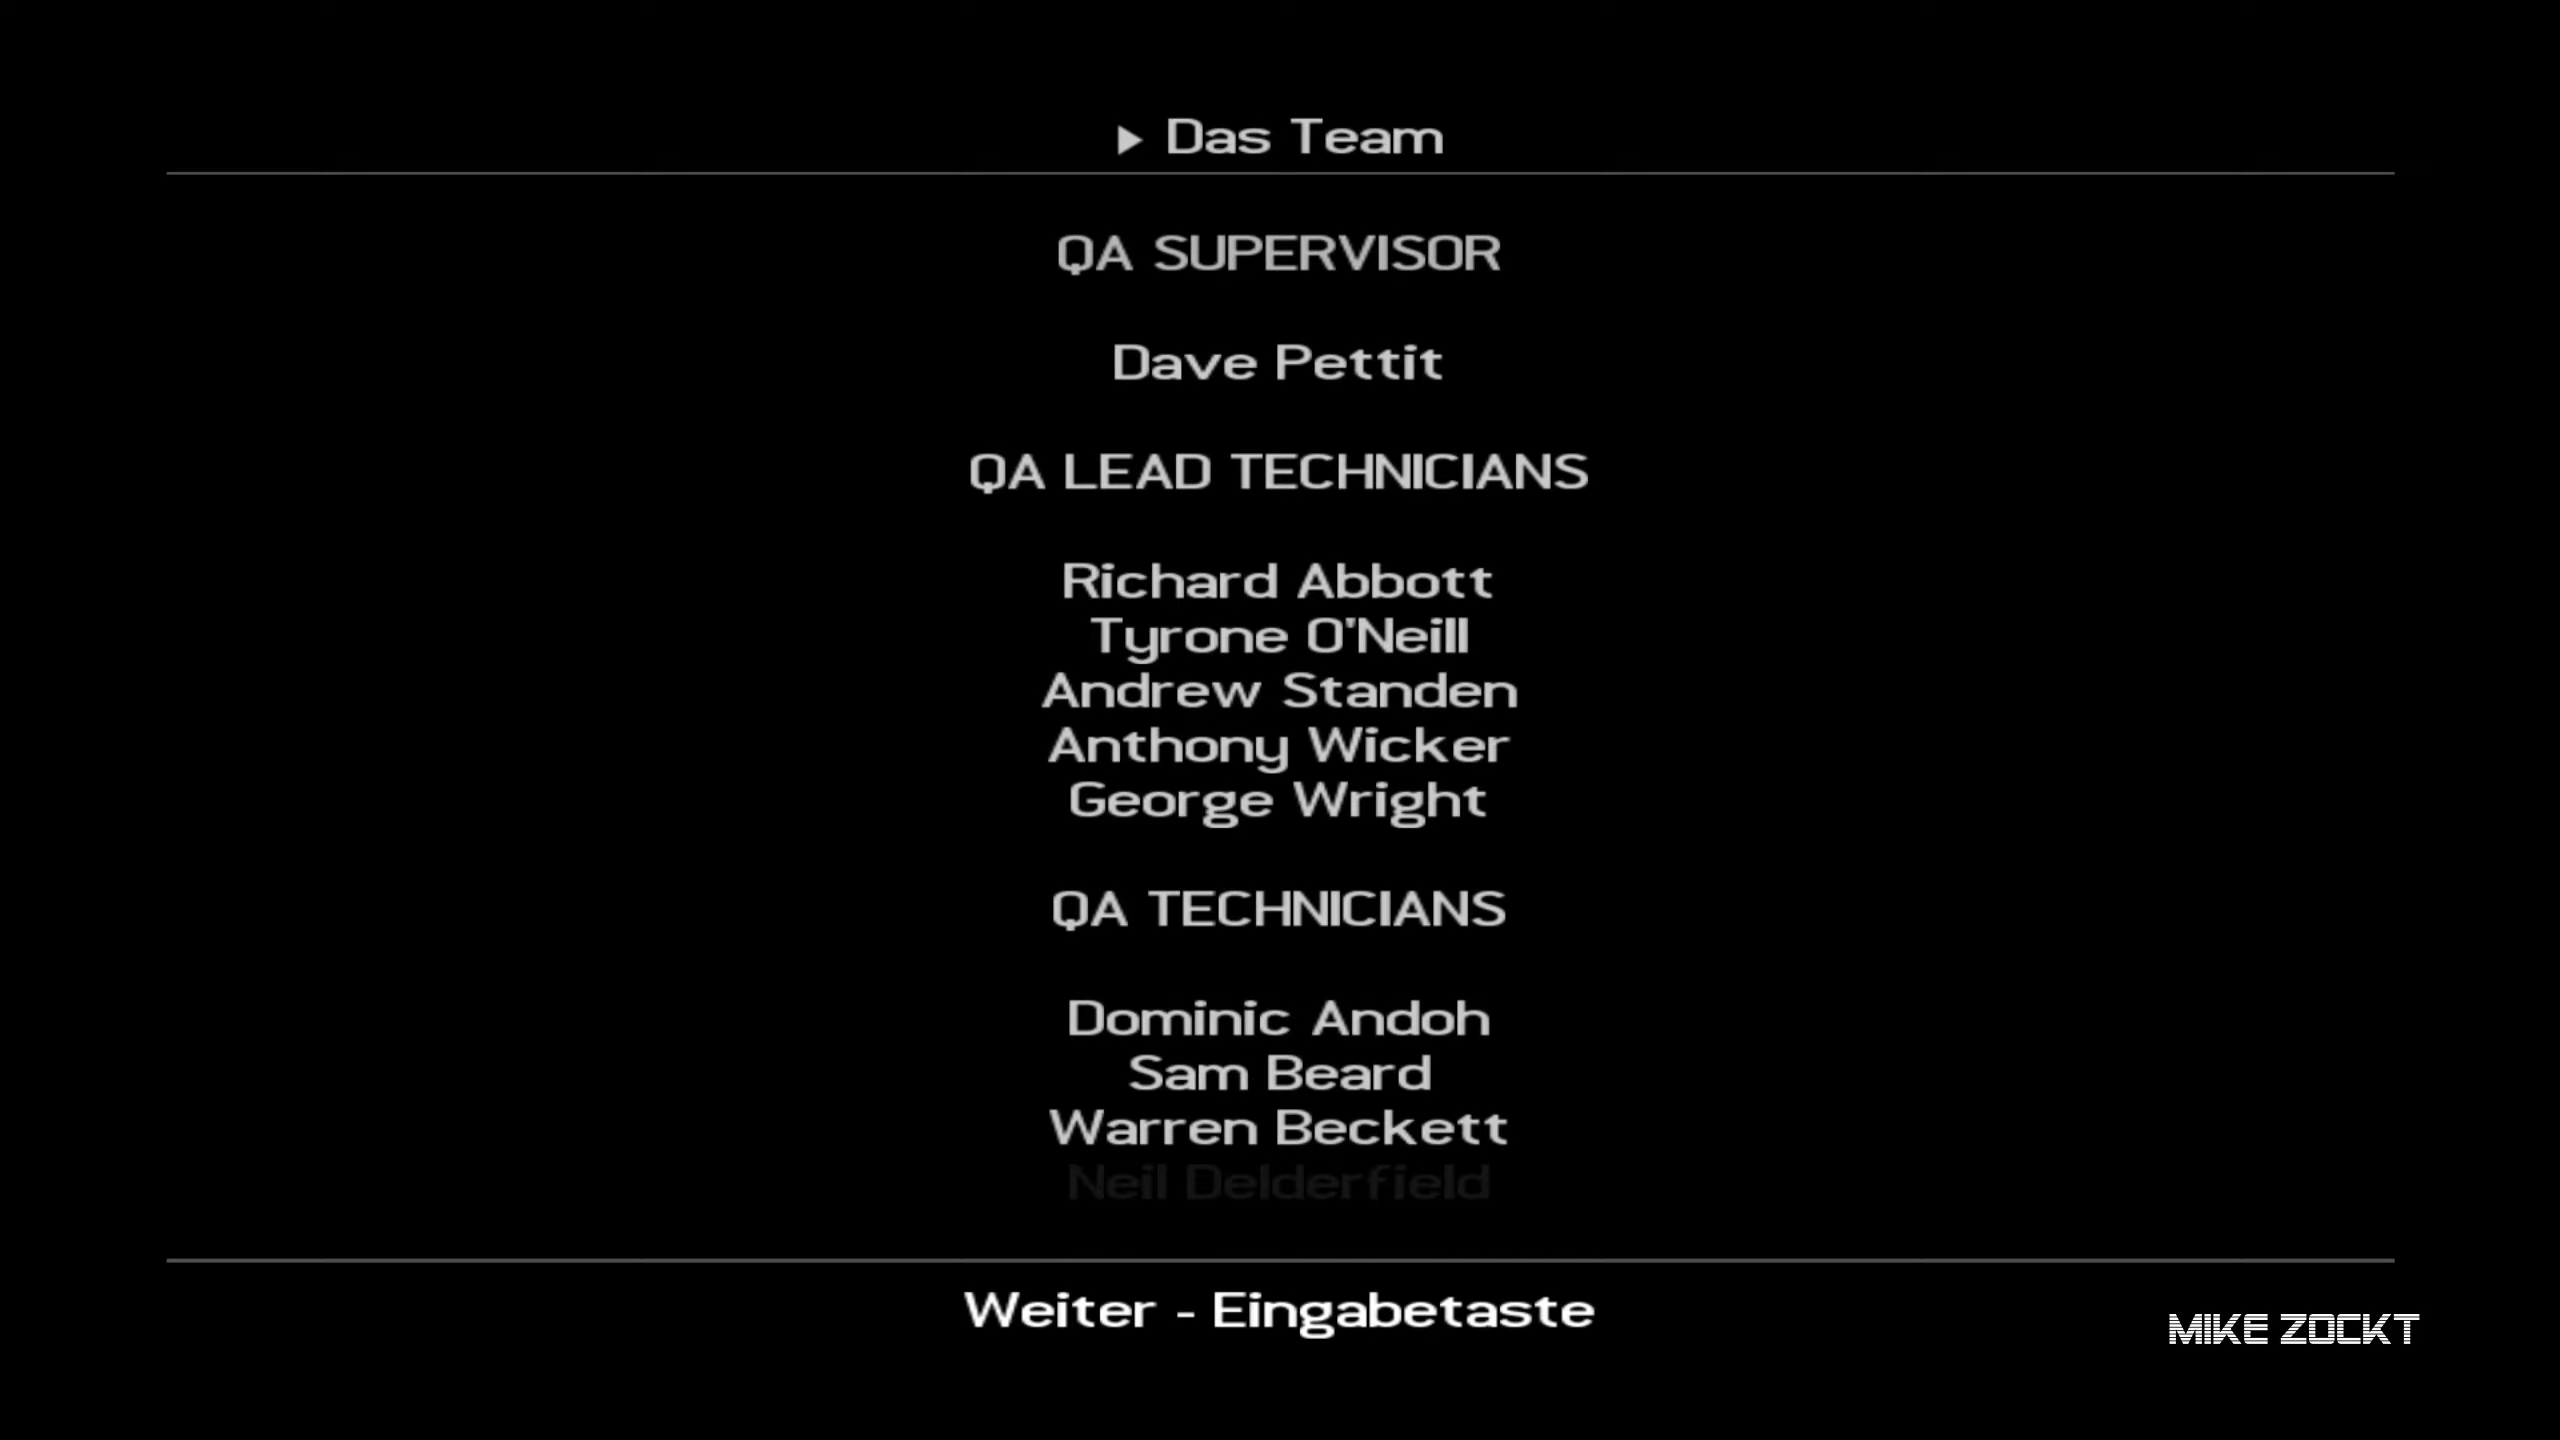 ▶ Das Team
QA SUPERVISOR
Dave Pettit
QA LEAD TECHNICIANS
Richard Abbott
Tyrone O'Neill
Andrew Standen
Anthony Wicker
George Wright
QA TECHNICIANS
Dominic Andoh
Sam Beard
Warren Beckett
Neil Delderfield
Weiter - Eingabetaste
MIKE ZOCKT